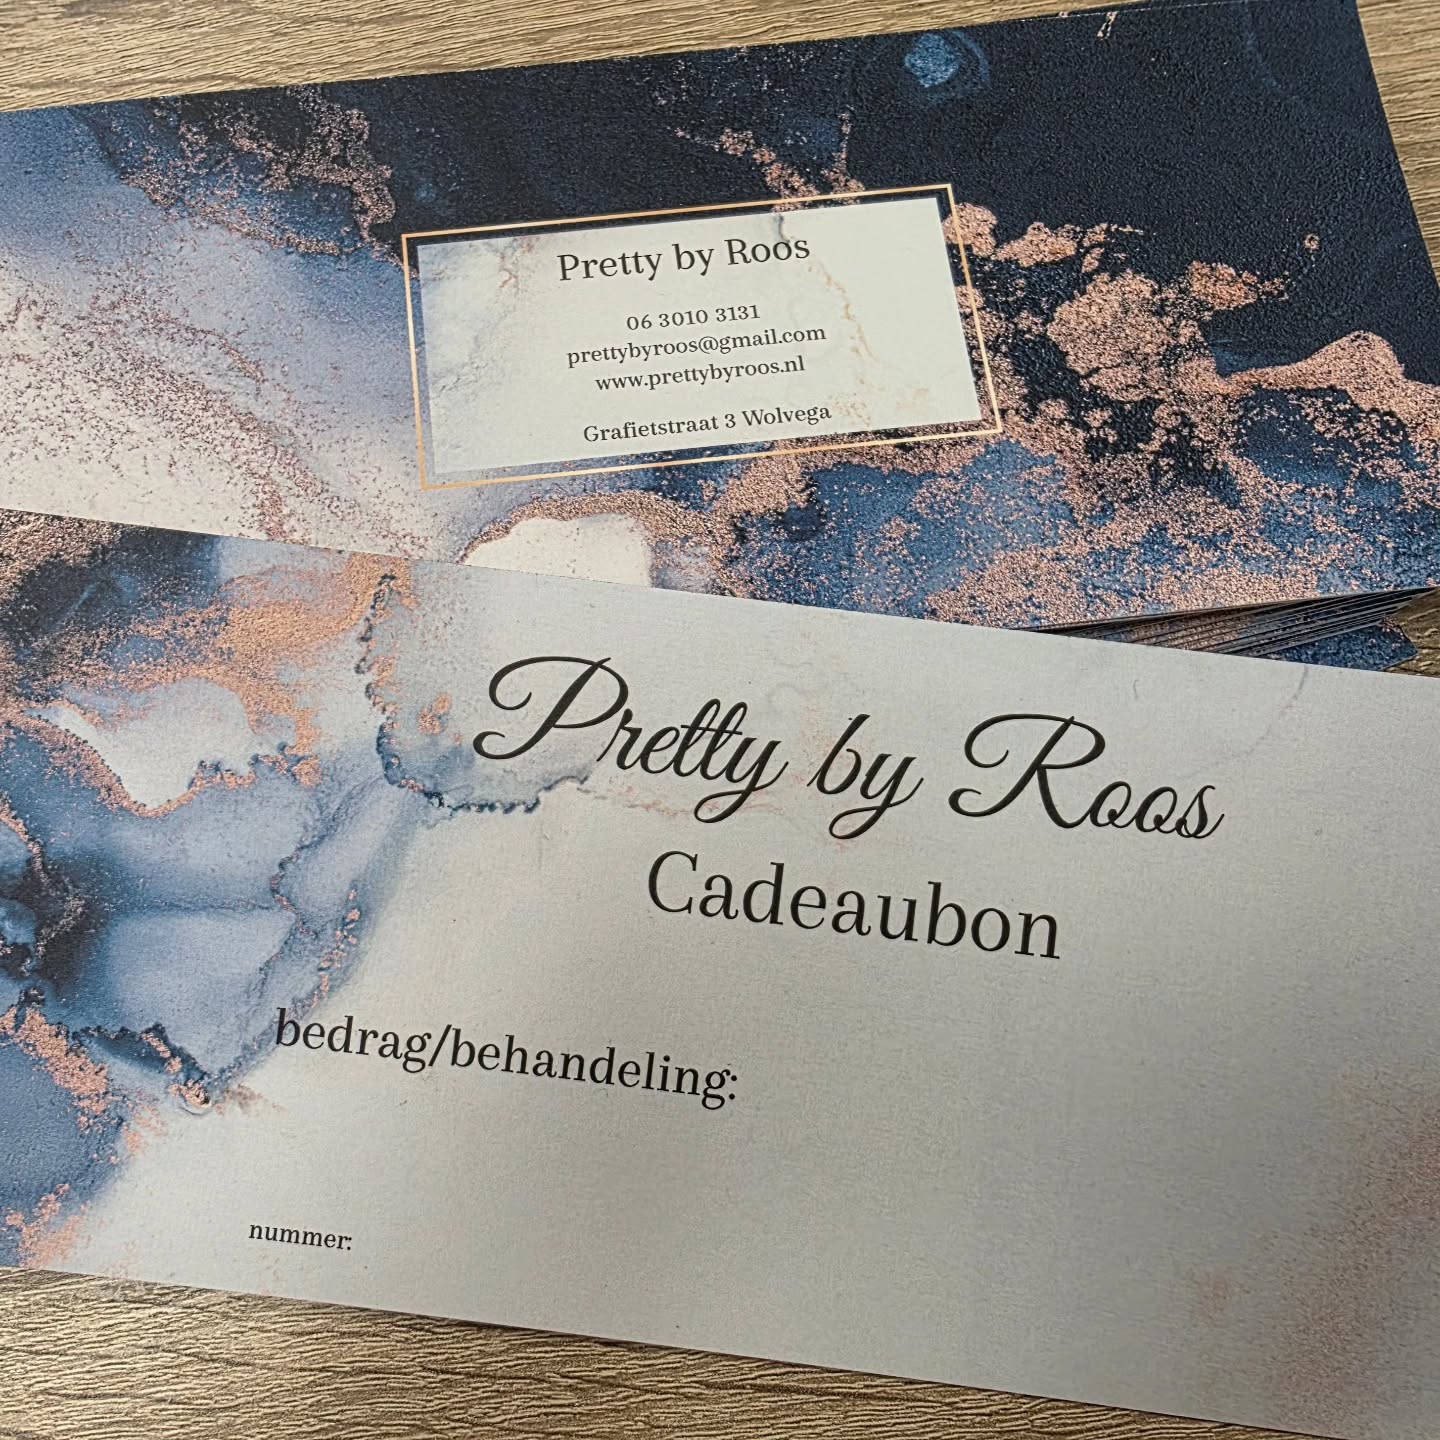 Pretty by Roos
06 3010 3131
prettybyroos@gmail.com
www.prettybyroos.nl
Grafietstraat 3 Wolvega
Pretty by Roos
Cadeaubon
bedrag/behandeling:
nummer: